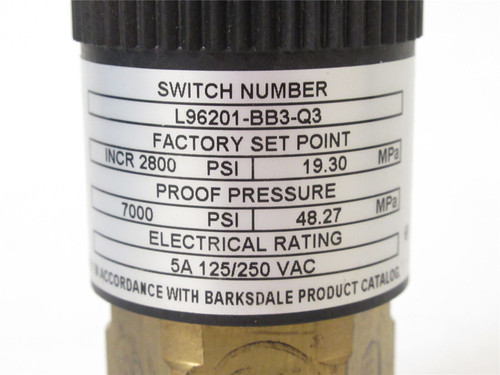 SWITCH NUMBER
L96201-BB3-Q3
FACTORY SET POINT
INCR 2800 PSI 19.30 MPa
PROOF PRESSURE
7000 PSI 48.27 MPa
ELECTRICAL RATING
5A 125/250 VAC
IN ACCORDANCE WITH BARKSDALE PRODUCT CATALOG.